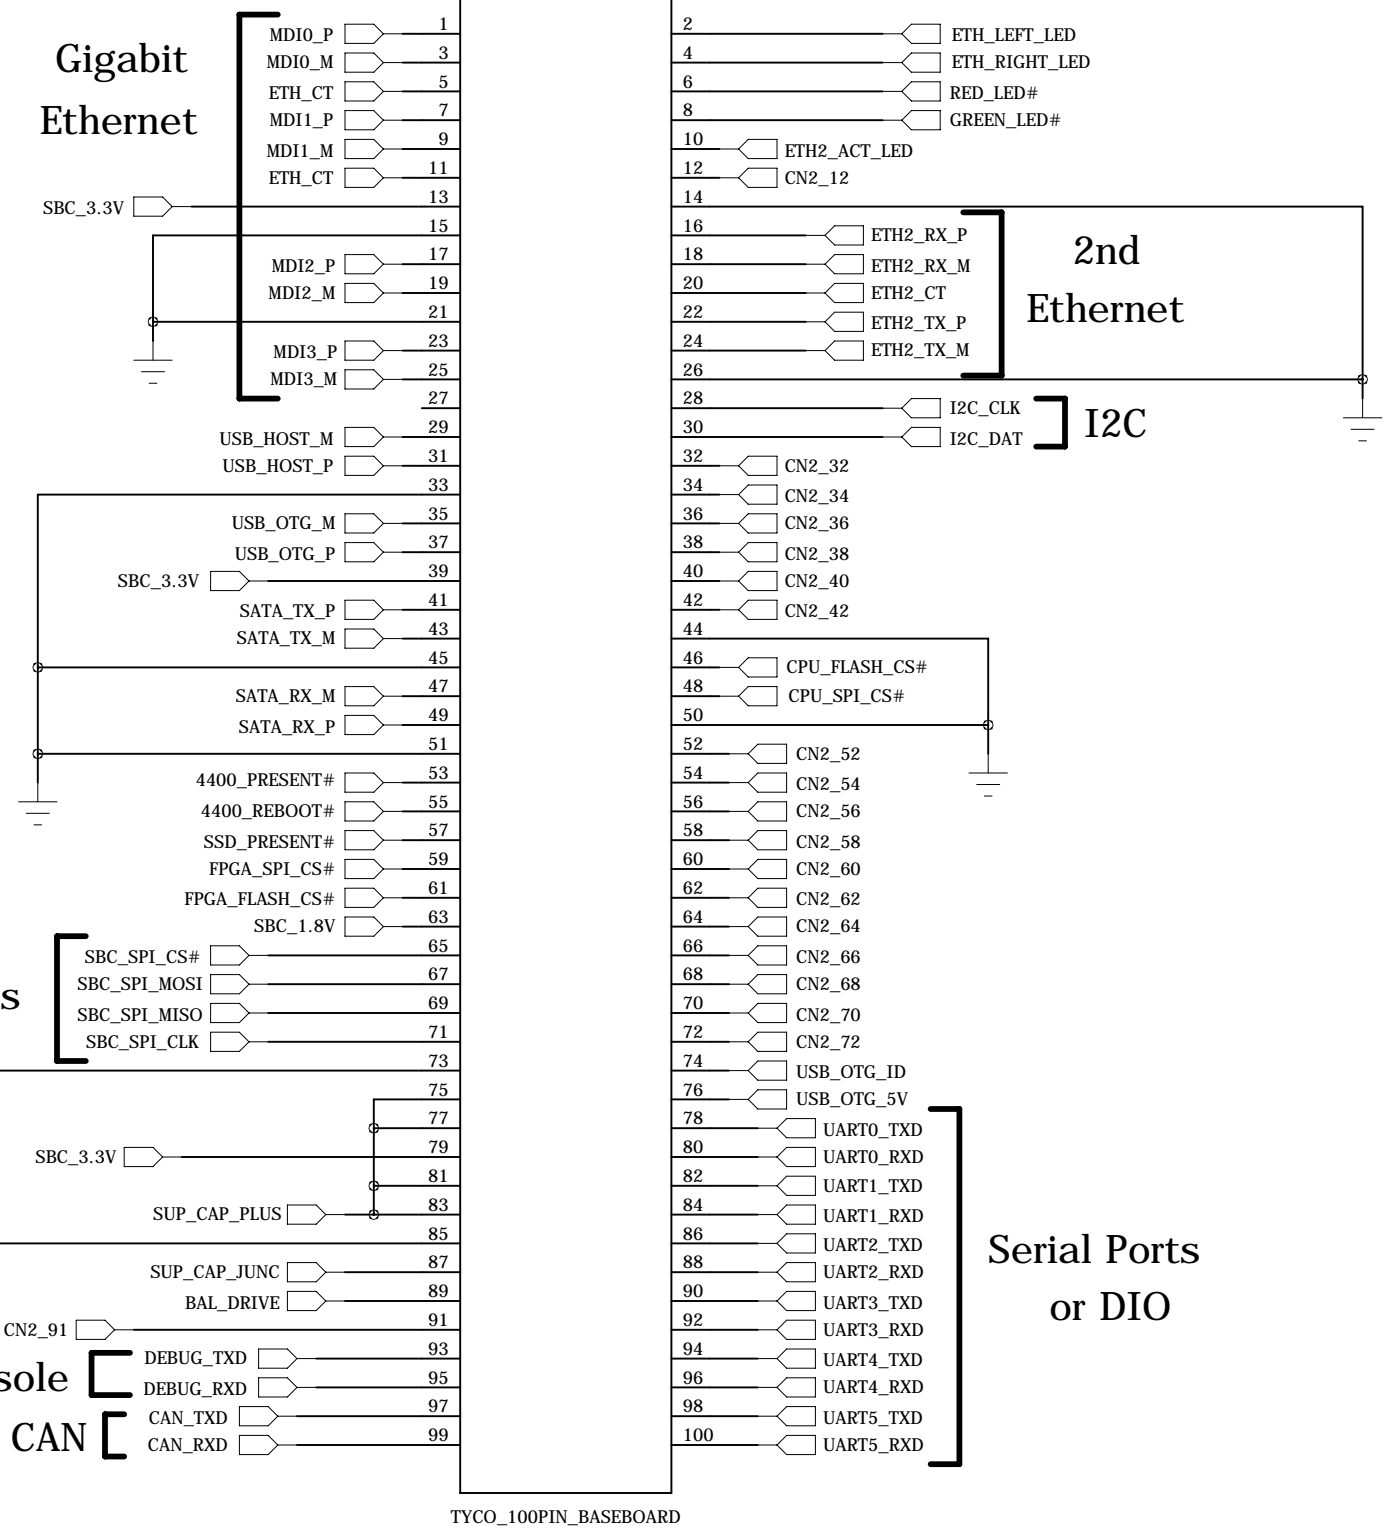 Gigabit
Ethernet
MDI0_P 1
MDI0_M 3
ETH_CT 5
MDI1_P 7
MDI1_M 9
ETH_CT 11
SBC_3.3V 13
15
MDI2_P 17
MDI2_M 19
21
MDI3_P 23
MDI3_M 25
27
USB_HOST_M 29
USB_HOST_P 31
33
USB_OTG_M 35
USB_OTG_P 37
SBC_3.3V 39
SATA_TX_P 41
SATA_TX_M 43
45
SATA_RX_M 47
SATA_RX_P 49
51
4400_PRESENT# 53
4400_REBOOT# 55
SSD_PRESENT# 57
FPGA_SPI_CS# 59
FPGA_FLASH_CS# 61
SBC_1.8V 63
s
SBC_SPI_CS# 65
SBC_SPI_MOSI 67
SBC_SPI_MISO 69
SBC_SPI_CLK 71
73
75
77
SBC_3.3V 79
81
SUP_CAP_PLUS 83
85
SUP_CAP_JUNC 87
BAL_DRIVE 89
CN2_91 91
sole
DEBUG_TXD 93
DEBUG_RXD 95
CAN
CAN_TXD 97
CAN_RXD 99
2 ETH_LEFT_LED
4 ETH_RIGHT_LED
6 RED_LED#
8 GREEN_LED#
10 ETH2_ACT_LED
12 CN2_12
14
16 ETH2_RX_P
18 ETH2_RX_M
20 ETH2_CT
22 ETH2_TX_P
24 ETH2_TX_M
2nd
Ethernet
26
28 I2C_CLK
30 I2C_DAT
I2C
32 CN2_32
34 CN2_34
36 CN2_36
38 CN2_38
40 CN2_40
42 CN2_42
44
46 CPU_FLASH_CS#
48 CPU_SPI_CS#
50
52 CN2_52
54 CN2_54
56 CN2_56
58 CN2_58
60 CN2_60
62 CN2_62
64 CN2_64
66 CN2_66
68 CN2_68
70 CN2_70
72 CN2_72
74 USB_OTG_ID
76 USB_OTG_5V
78 UART0_TXD
80 UART0_RXD
82 UART1_TXD
84 UART1_RXD
86 UART2_TXD
88 UART2_RXD
90 UART3_TXD
92 UART3_RXD
94 UART4_TXD
96 UART4_RXD
98 UART5_TXD
100 UART5_RXD
Serial Ports
or DIO
TYCO_100PIN_BASEBOARD